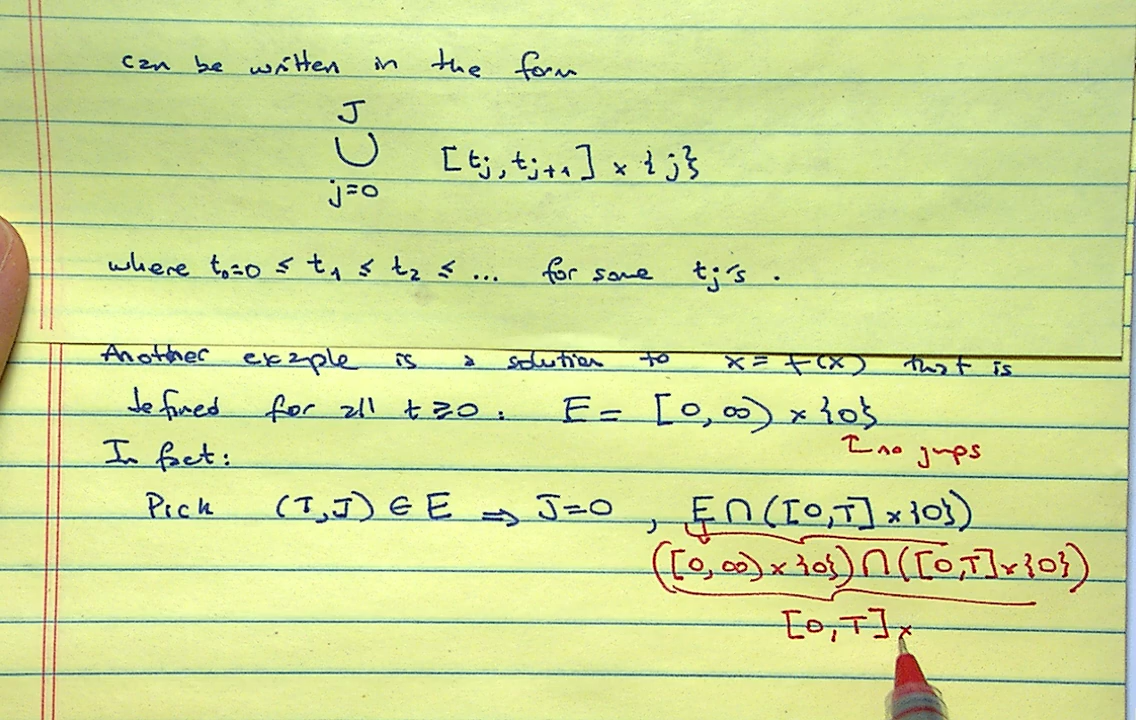 can be written in the form
J
∪ [tj, tj+1] × {j}
j=0
where t0=0 ≤ t1 ≤ t2 ≤ ... for some tj's .
Another example is a solution to ẋ = f(x) that is
defined for all t ≥ 0 . E = [0,∞) × {0}
↑ no jumps
In fact:
Pick (T,J) ∈ E ⇒ J=0 , E ∩ ([0,T] × {0})
([0,∞) × {0}) ∩ ([0,T] × {0})
[0,T] ×